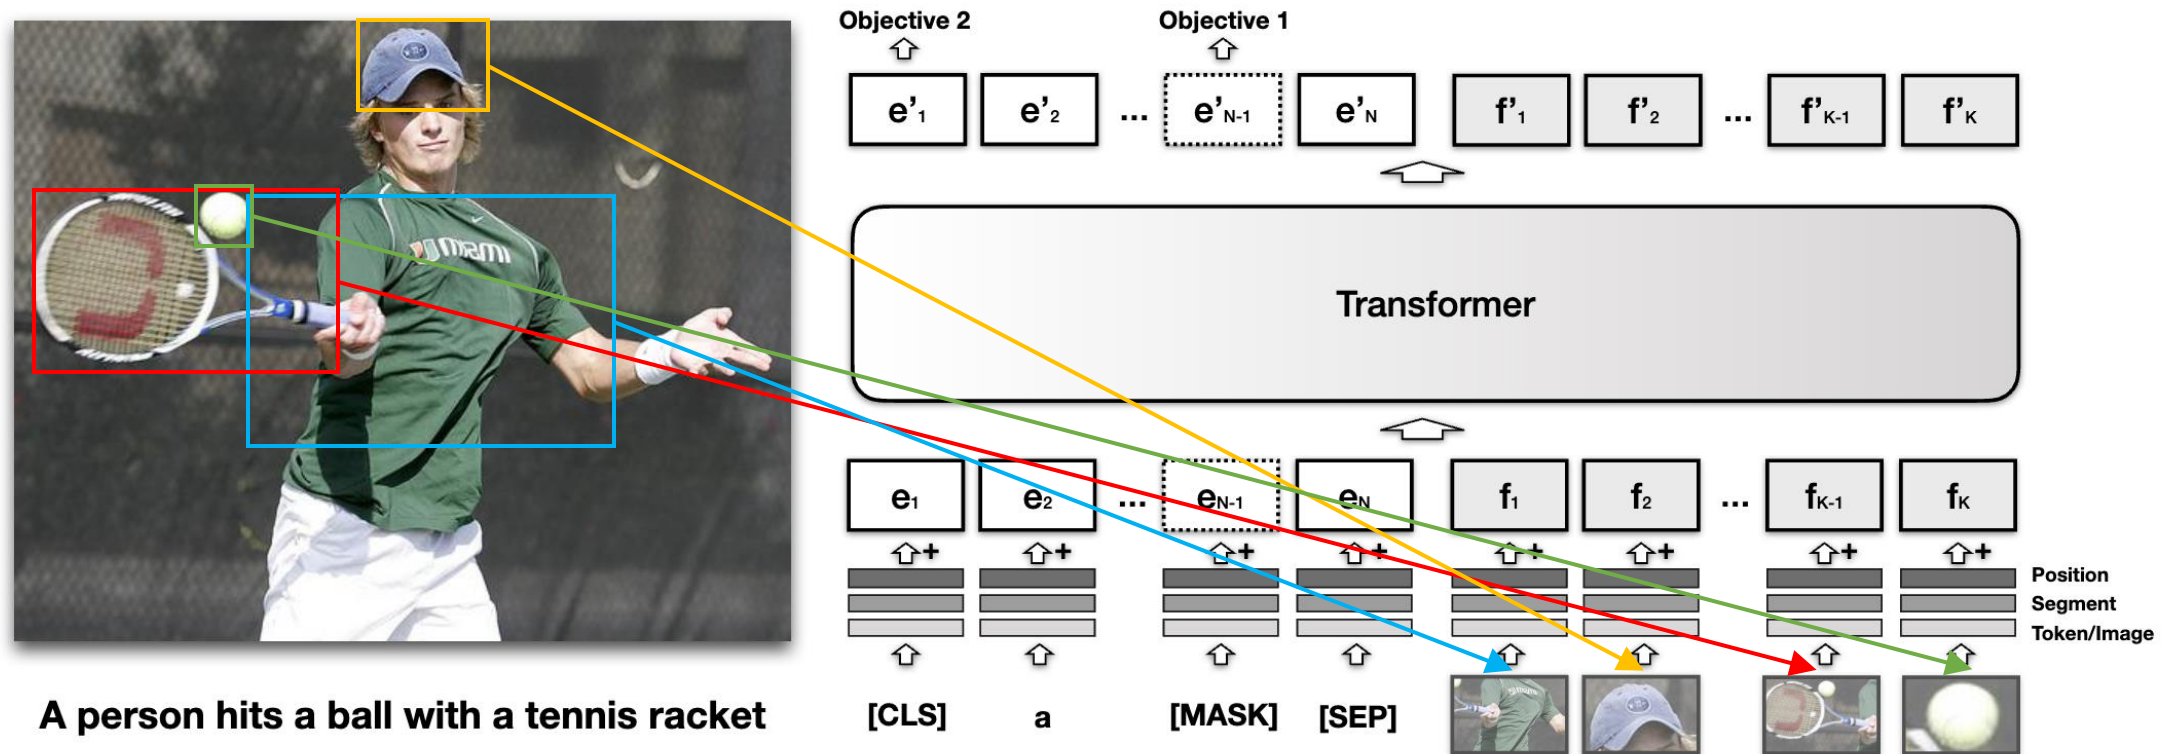 Objective 2 Objective 1
e'1 e'2 ... e'N-1 e'N f'1 f'2 ... f'K-1 f'K
MIAMI
Transformer
e1 e2 ... eN-1 eN f1 f2 ... fK-1 fK
+ + + + + + + +
Position
Segment
Token/Image
[CLS] a [MASK] [SEP]
A person hits a ball with a tennis racket